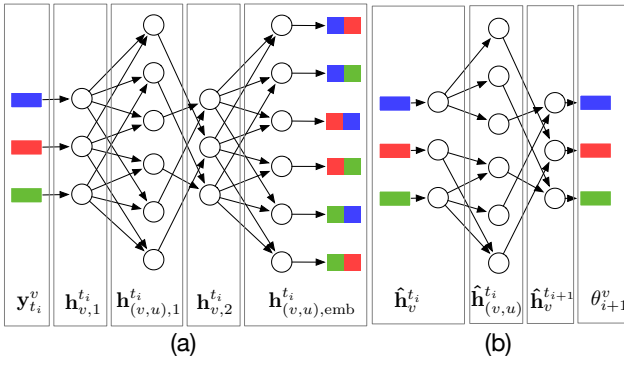 y^v_{t_i} h^{t_i}_{v,1} h^{t_i}_{(v,u),1} h^{t_i}_{v,2} h^{t_i}_{(v,u),emb} ĥ^{t_i}_v ĥ^{t_i}_{(v,u)} ĥ^{t_{i+1}}_v θ^v_{i+1}
(a) (b)